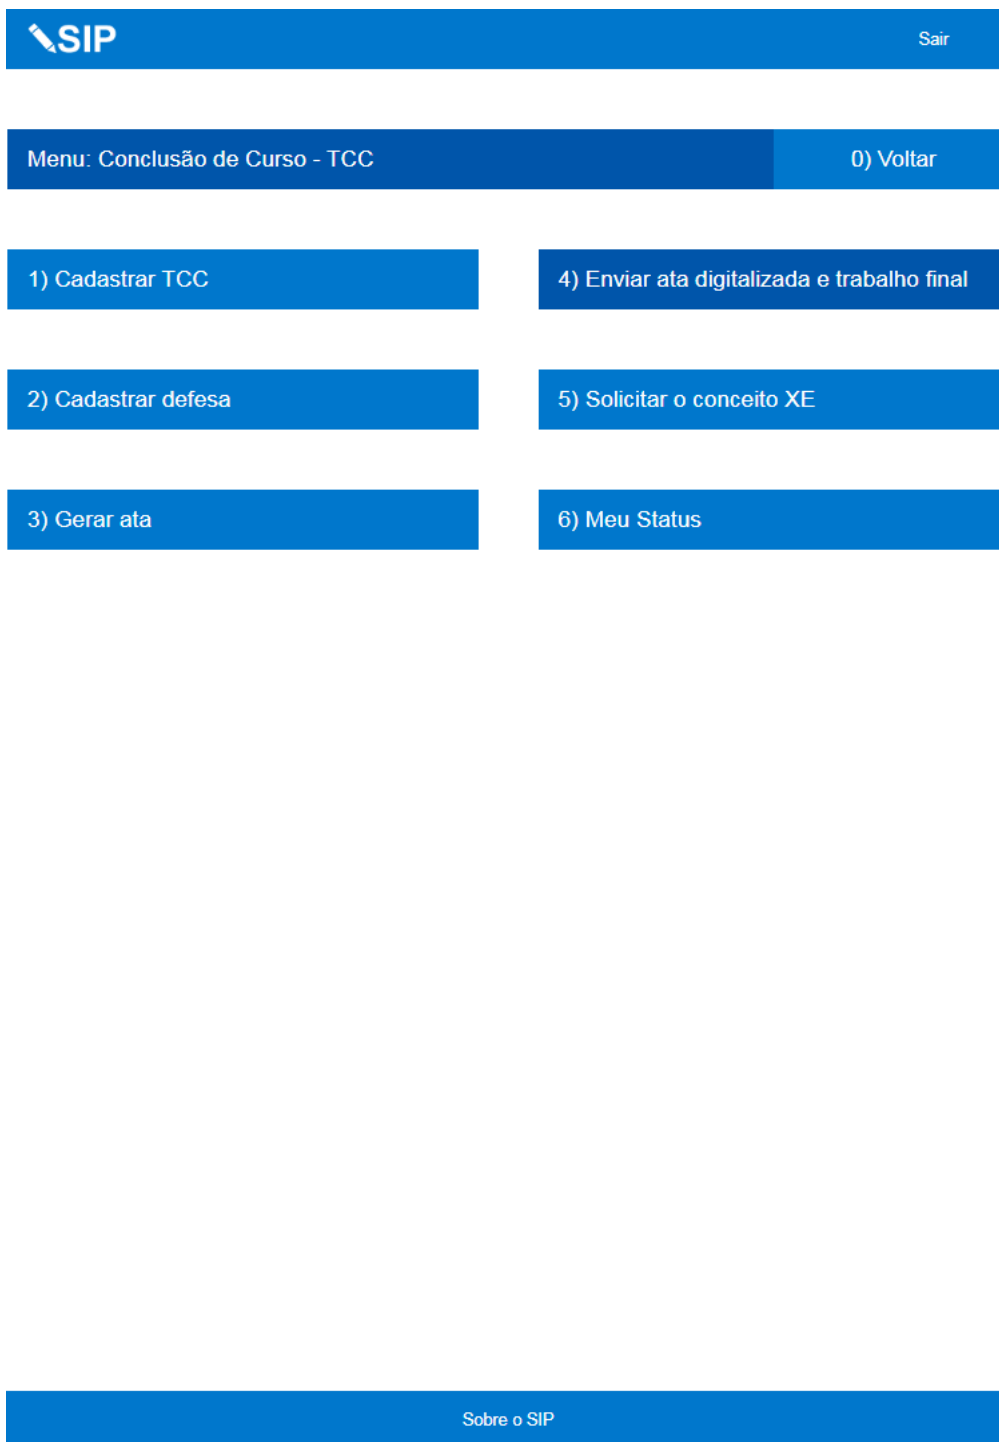 SIP
Sair
Menu: Conclusão de Curso - TCC
0) Voltar
1) Cadastrar TCC
4) Enviar ata digitalizada e trabalho final
2) Cadastrar defesa
5) Solicitar o conceito XE
3) Gerar ata
6) Meu Status
Sobre o SIP